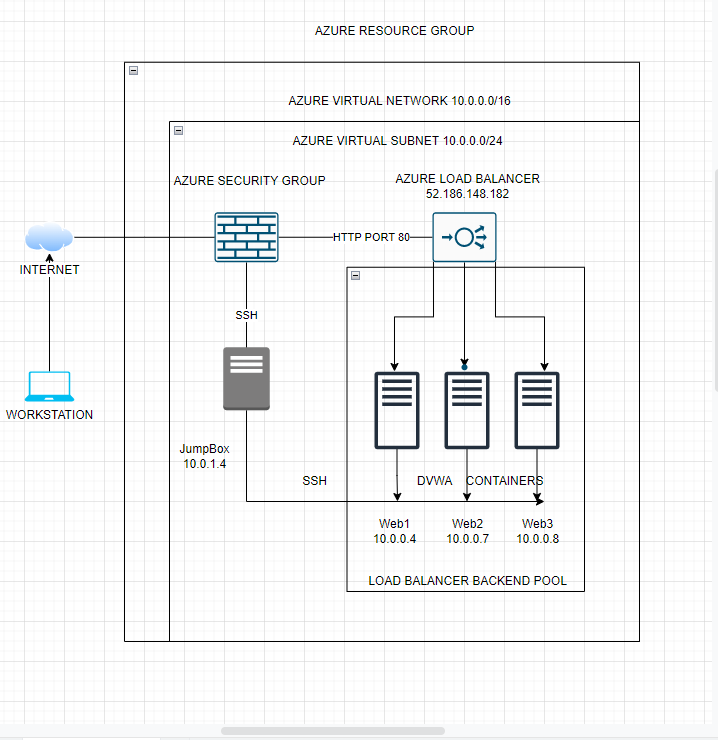 AZURE RESOURCE GROUP
AZURE VIRTUAL NETWORK 10.0.0.0/16
AZURE VIRTUAL SUBNET 10.0.0.0/24
AZURE SECURITY GROUP
AZURE LOAD BALANCER
52.186.148.182
HTTP PORT 80
INTERNET
SSH
WORKSTATION
JumpBox
10.0.1.4
SSH
DVWA CONTAINERS
Web1
10.0.0.4
Web2
10.0.0.7
Web3
10.0.0.8
LOAD BALANCER BACKEND POOL